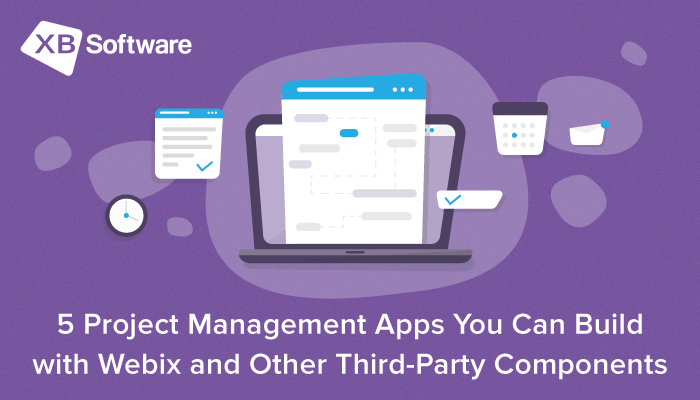 XB Software
5 Project Management Apps You Can Build
with Webix and Other Third-Party Components